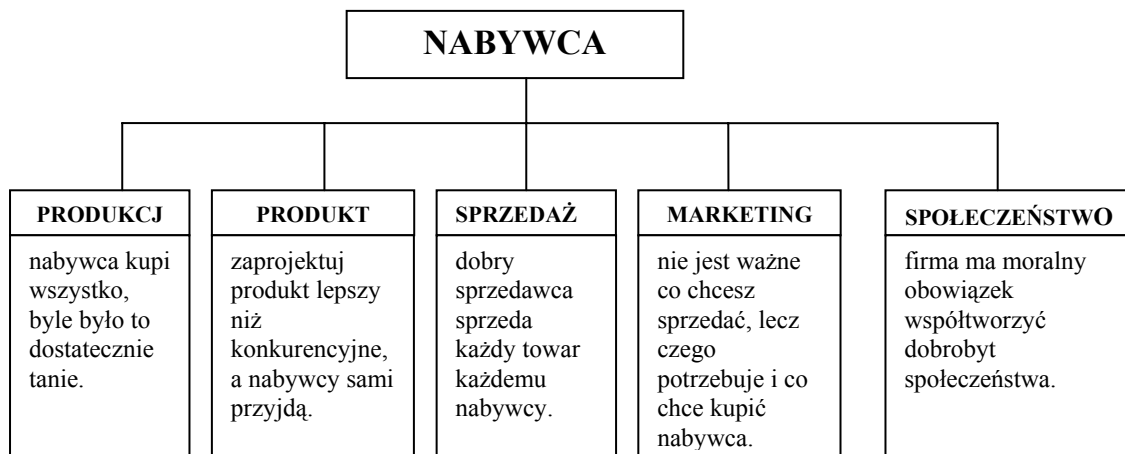 NABYWCA
PRODUKCJ
nabywca kupi
wszystko,
byle było to
dostatecznie
tanie.
PRODUKT
zaprojektuj
produkt lepszy
niż
konkurencyjne,
a nabywcy sami
przyjdą.
SPRZEDAŻ
dobry
sprzedawca
sprzeda
każdy towar
każdemu
nabywcy.
MARKETING
nie jest ważne
co chcesz
sprzedać, lecz
czego
potrzebuje i co
chce kupić
nabywca.
SPOŁECZEŃSTWO
firma ma moralny
obowiązek
współtworzyć
dobrobyt
społeczeństwa.